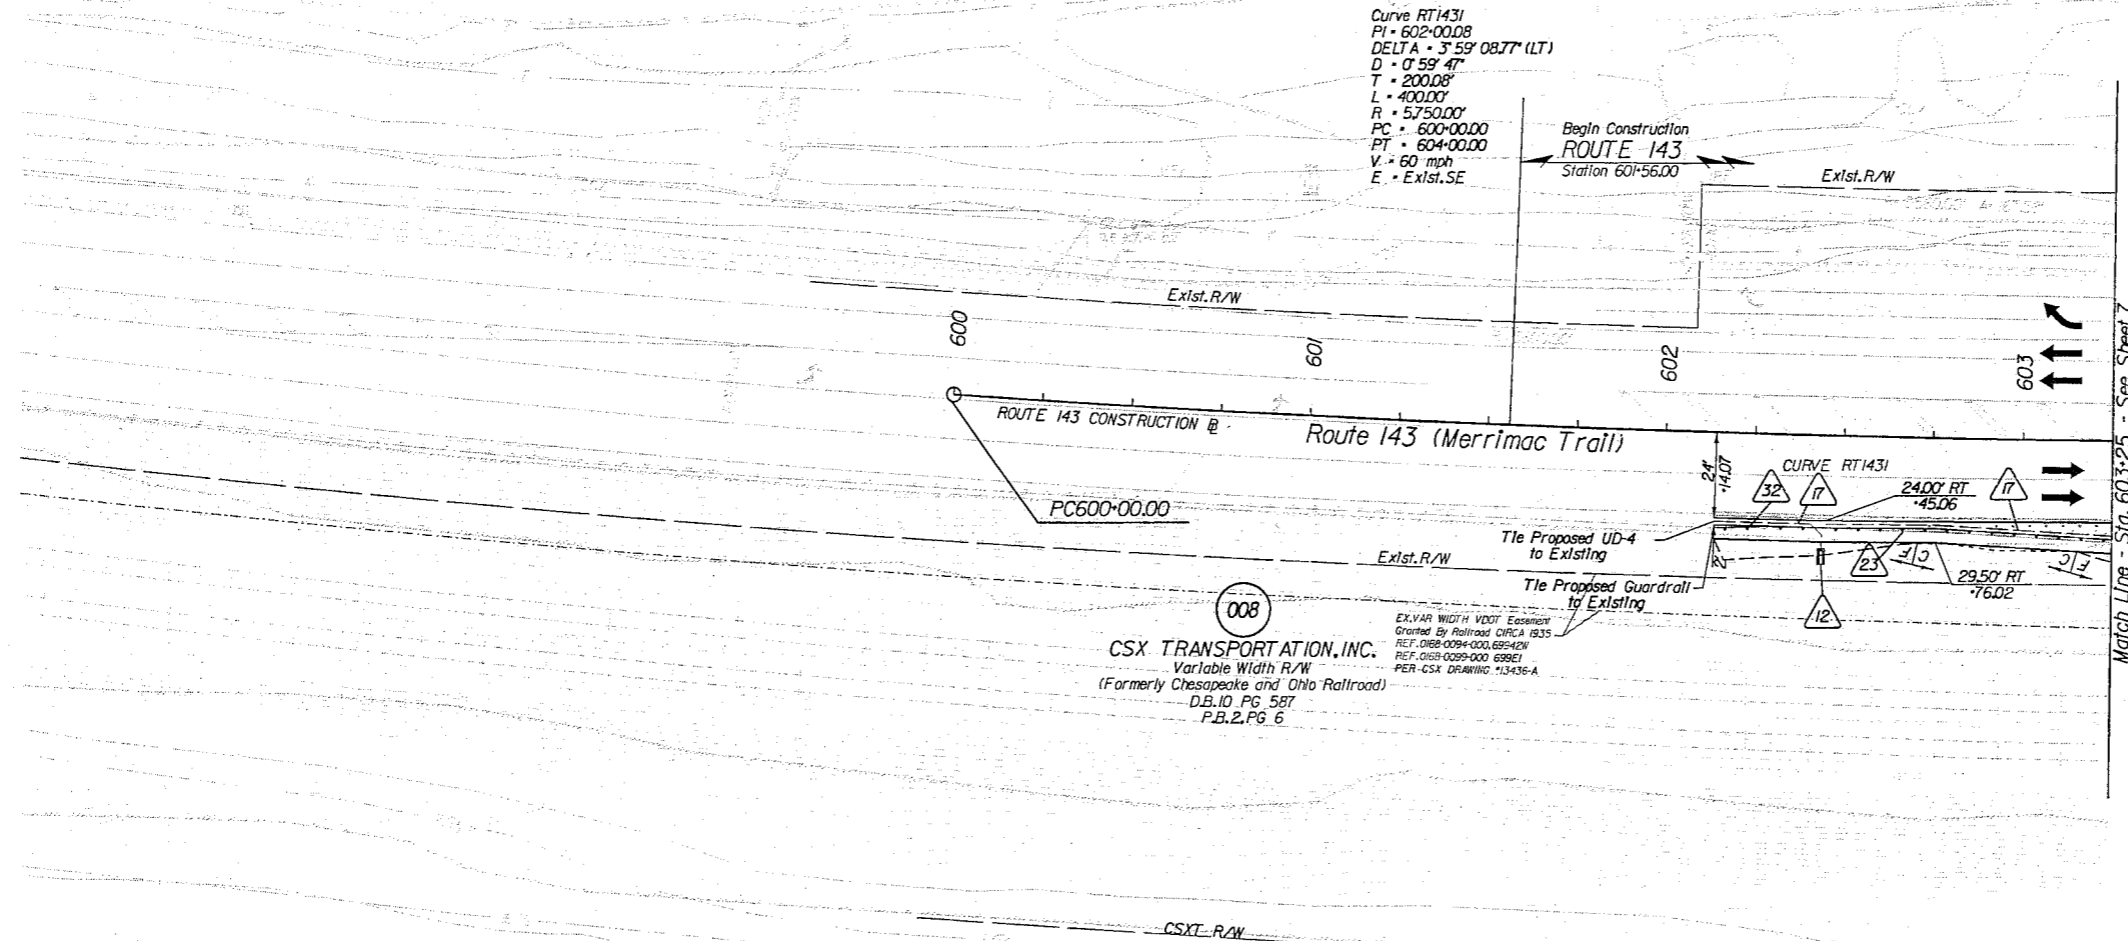 Curve RT1431
PI = 602+00.08
DELTA = 3° 59' 08.77" (LT)
D = 0° 59' 47"
T = 200.08'
L = 400.00'
R = 5,750.00'
PC = 600+00.00
PT = 604+00.00
V = 60 mph
E = Exist. SE
Begin Construction
ROUTE 143
Station 601+56.00
Exist. R/W
Exist. R/W
600
601
602
603
ROUTE 143 CONSTRUCTION BL
Route 143 (Merrimac Trail)
PC600+00.00
24'
+14.07
CURVE RT1431
32
17
24.00' RT
+45.06
17
Tie Proposed UD-4
to Existing
Exist. R/W
Tie Proposed Guardrail
to Existing
2'
23
C/F
F/C
29.50' RT
+76.02
12
008
CSX TRANSPORTATION, INC.
Variable Width R/W
(Formerly Chesapeake and Ohio Railroad)
D.B. 10 PG 587
P.B. 2, PG 6
EX. VAR WIDTH VDOT Easement
Granted By Railroad CIRCA 1935
PER CSX DRAWING *13436-A
Match Line - Sta. 603+25 - See Sheet 7
CSXT R/W